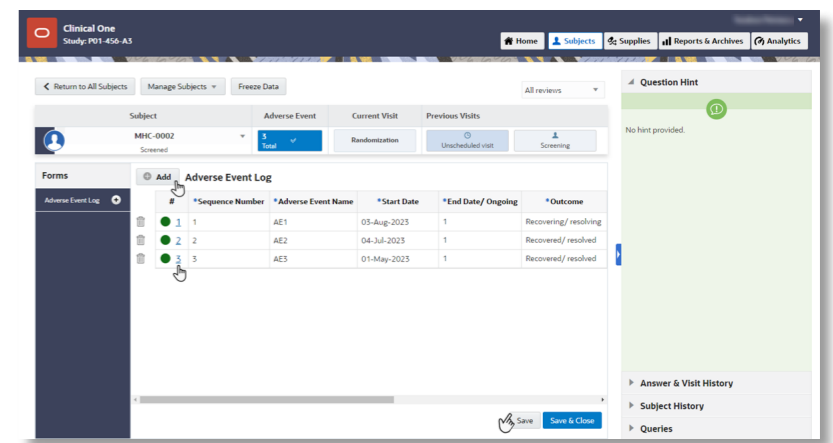 Clinical One
Study: P01-456-A3
Home
Subjects
Supplies
Reports & Archives
Analytics
Return to All Subjects
Manage Subjects
Freeze Data
All reviews
Subject
Adverse Event
Current Visit
Previous Visits
MHC-0002
Screened
3
Total
Randomization
Unscheduled visit
Screening
Forms
Adverse Event Log
Add
Adverse Event Log
# *Sequence Number *Adverse Event Name *Start Date *End Date/ Ongoing *Outcome
1 1 AE1 03-Aug-2023 1 Recovering/ resolving
2 2 AE2 04-Jul-2023 1 Recovered/ resolved
3 3 AE3 01-May-2023 1 Recovered/ resolved
Save
Save & Close
Question Hint
No hint provided.
Answer & Visit History
Subject History
Queries